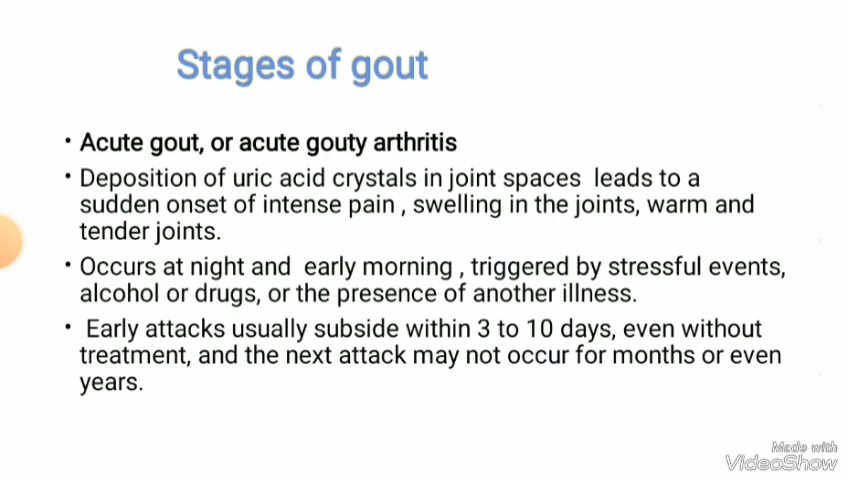 Stages of gout
• Acute gout, or acute gouty arthritis
• Deposition of uric acid crystals in joint spaces leads to a
sudden onset of intense pain , swelling in the joints, warm and
tender joints.
• Occurs at night and early morning , triggered by stressful events,
alcohol or drugs, or the presence of another illness.
• Early attacks usually subside within 3 to 10 days, even without
treatment, and the next attack may not occur for months or even
years.
Made with
VideoShow